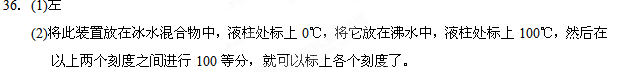 36. (1)左
(2)将此装置放在冰水混合物中，液柱处标上 0℃，将它放在沸水中，液柱处标上 100℃，然后在
以上两个刻度之间进行 100 等分，就可以标上各个刻度了。